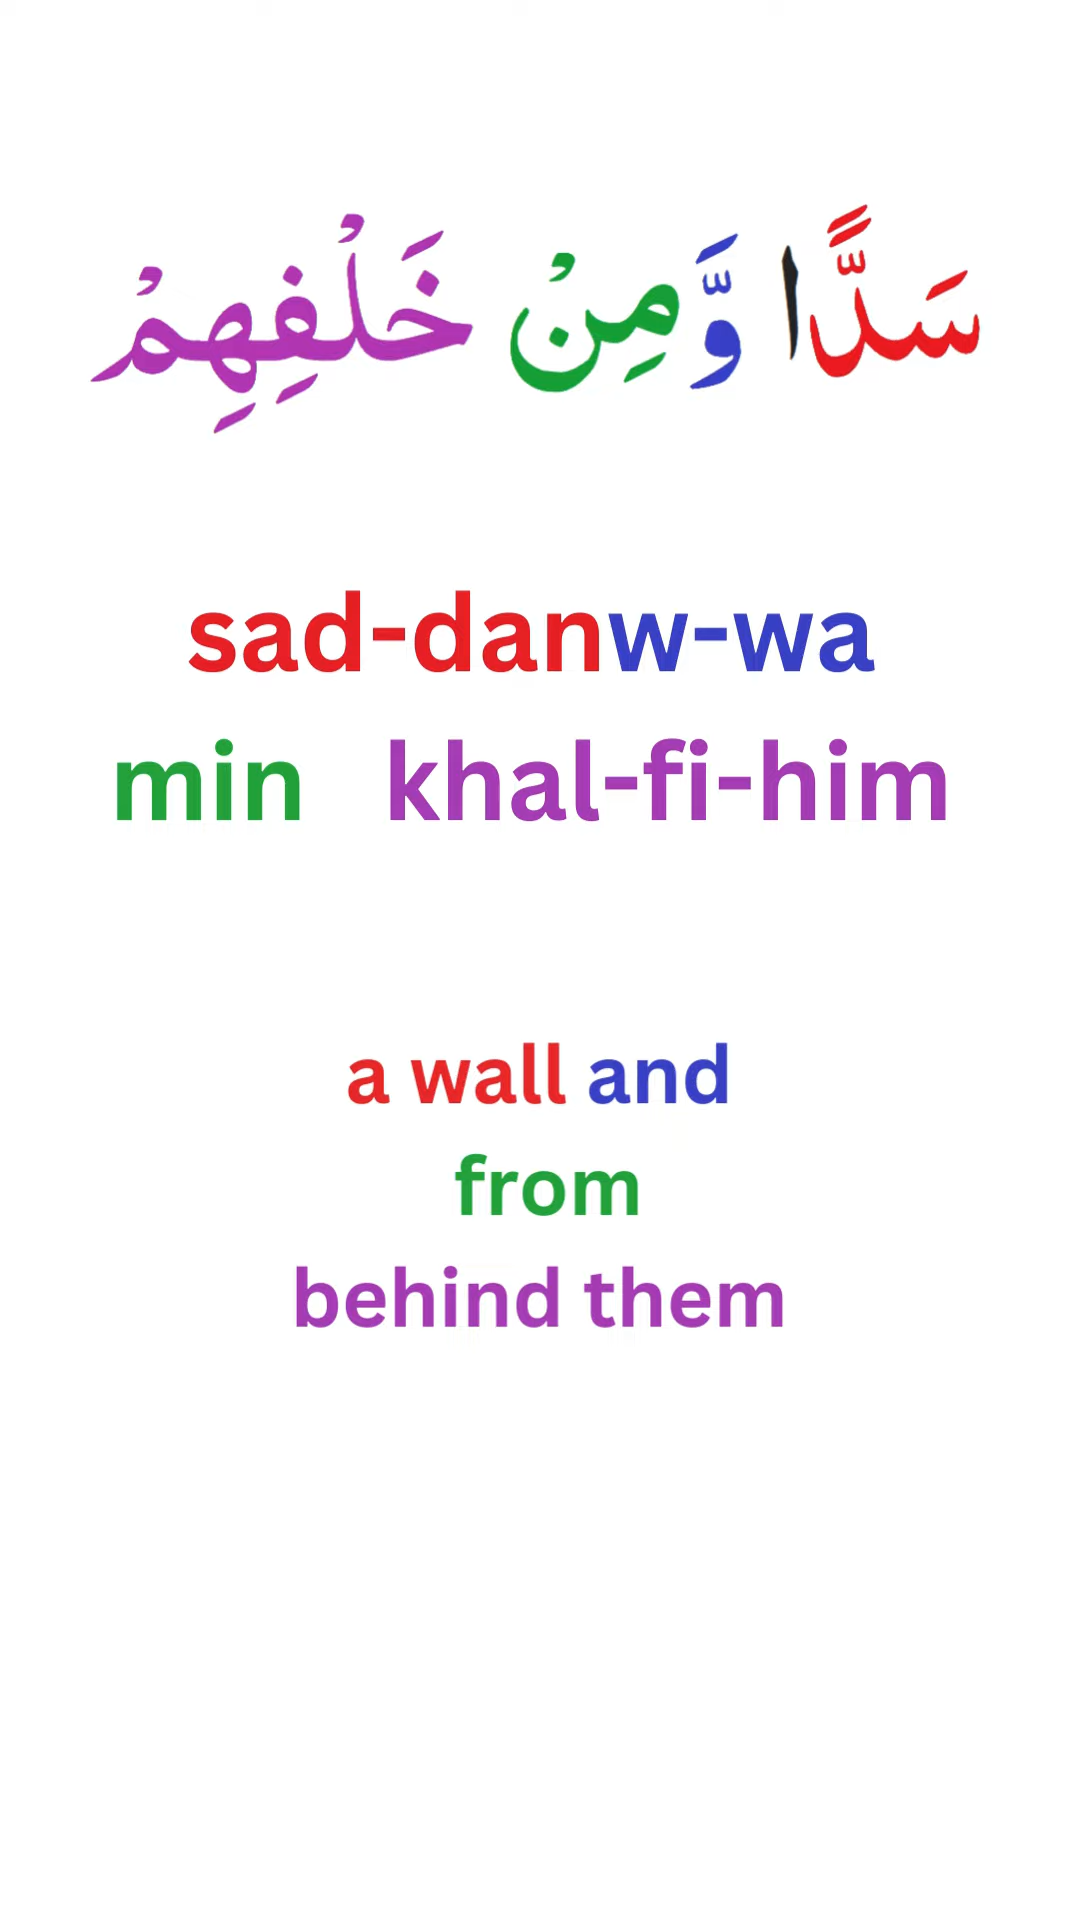 سَدًّا وَّمِنْ خَلْفِهِمْ
sad-danw-wa
min khal-fi-him
a wall and
from
behind them